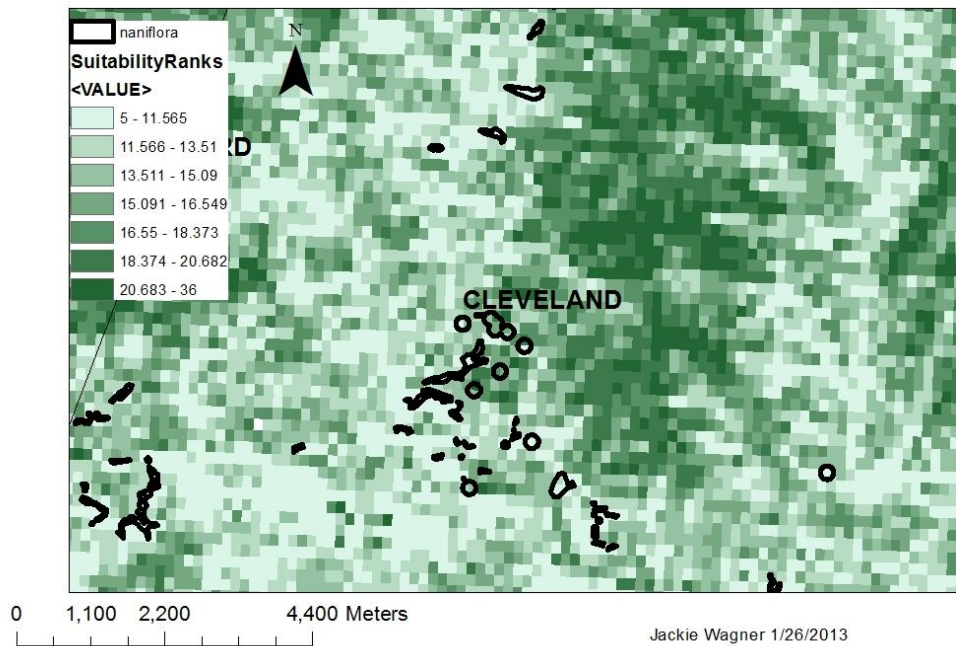 naniflora
SuitabilityRanks
<VALUE>
5 - 11.565
11.566 - 13.51
13.511 - 15.09
15.091 - 16.549
16.55 - 18.373
18.374 - 20.682
20.683 - 36
N
RD
CLEVELAND
0 1,100 2,200 4,400 Meters
Jackie Wagner 1/26/2013